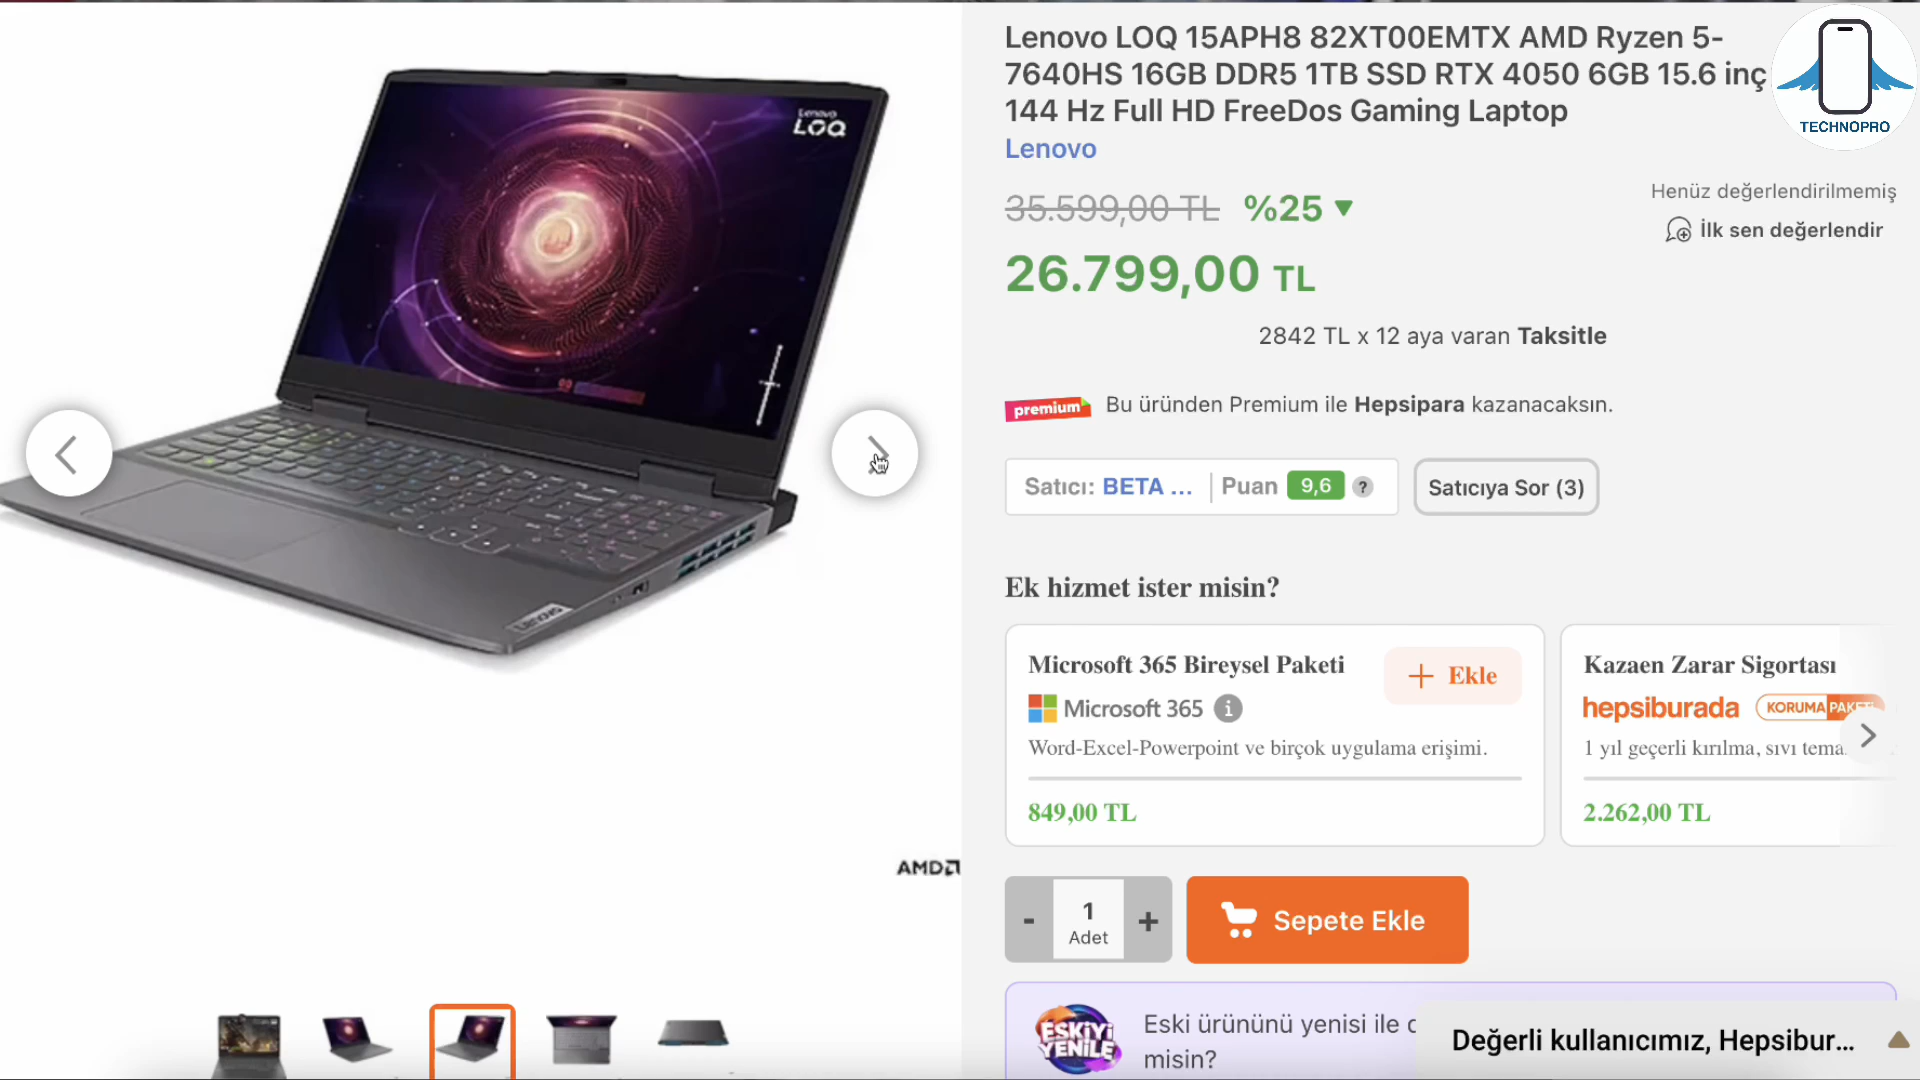 Lenovo LOQ 15APH8 82XT00EMTX AMD Ryzen 5-
7640HS 16GB DDR5 1TB SSD RTX 4050 6GB 15.6 inç
144 Hz Full HD FreeDos Gaming Laptop
TECHNOPRO
Lenovo
35.599,00 TL %25
Henüz değerlendirilmemiş
İlk sen değerlendir
26.799,00 TL
2842 TL x 12 aya varan Taksitle
premium Bu üründen Premium ile Hepsipara kazanacaksın.
Satıcı: BETA ... Puan 9,6 ?
Satıcıya Sor (3)
Ek hizmet ister misin?
Microsoft 365 Bireysel Paketi
+ Ekle
Microsoft 365 i
Word-Excel-Powerpoint ve birçok uygulama erişimi.
849,00 TL
Kazaen Zarar Sigortası
hepsiburada KORUMA PAKETİ
1 yıl geçerli kırılma, sıvı tema
2.262,00 TL
- 1 +
Adet
Sepete Ekle
ESKİYİ
YENİLE
Eski ürününü yenisi ile
misin?
Değerli kullanıcımız, Hepsibur...
Lenovo
LOQ
Lenovo
AMD